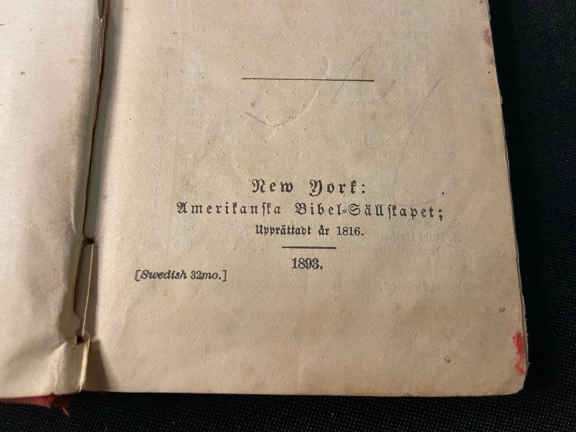 New York:
Amerikanska Bibel-Sällskapet;
Upprättadt år 1816.
1893.
[Swedish 32mo.]